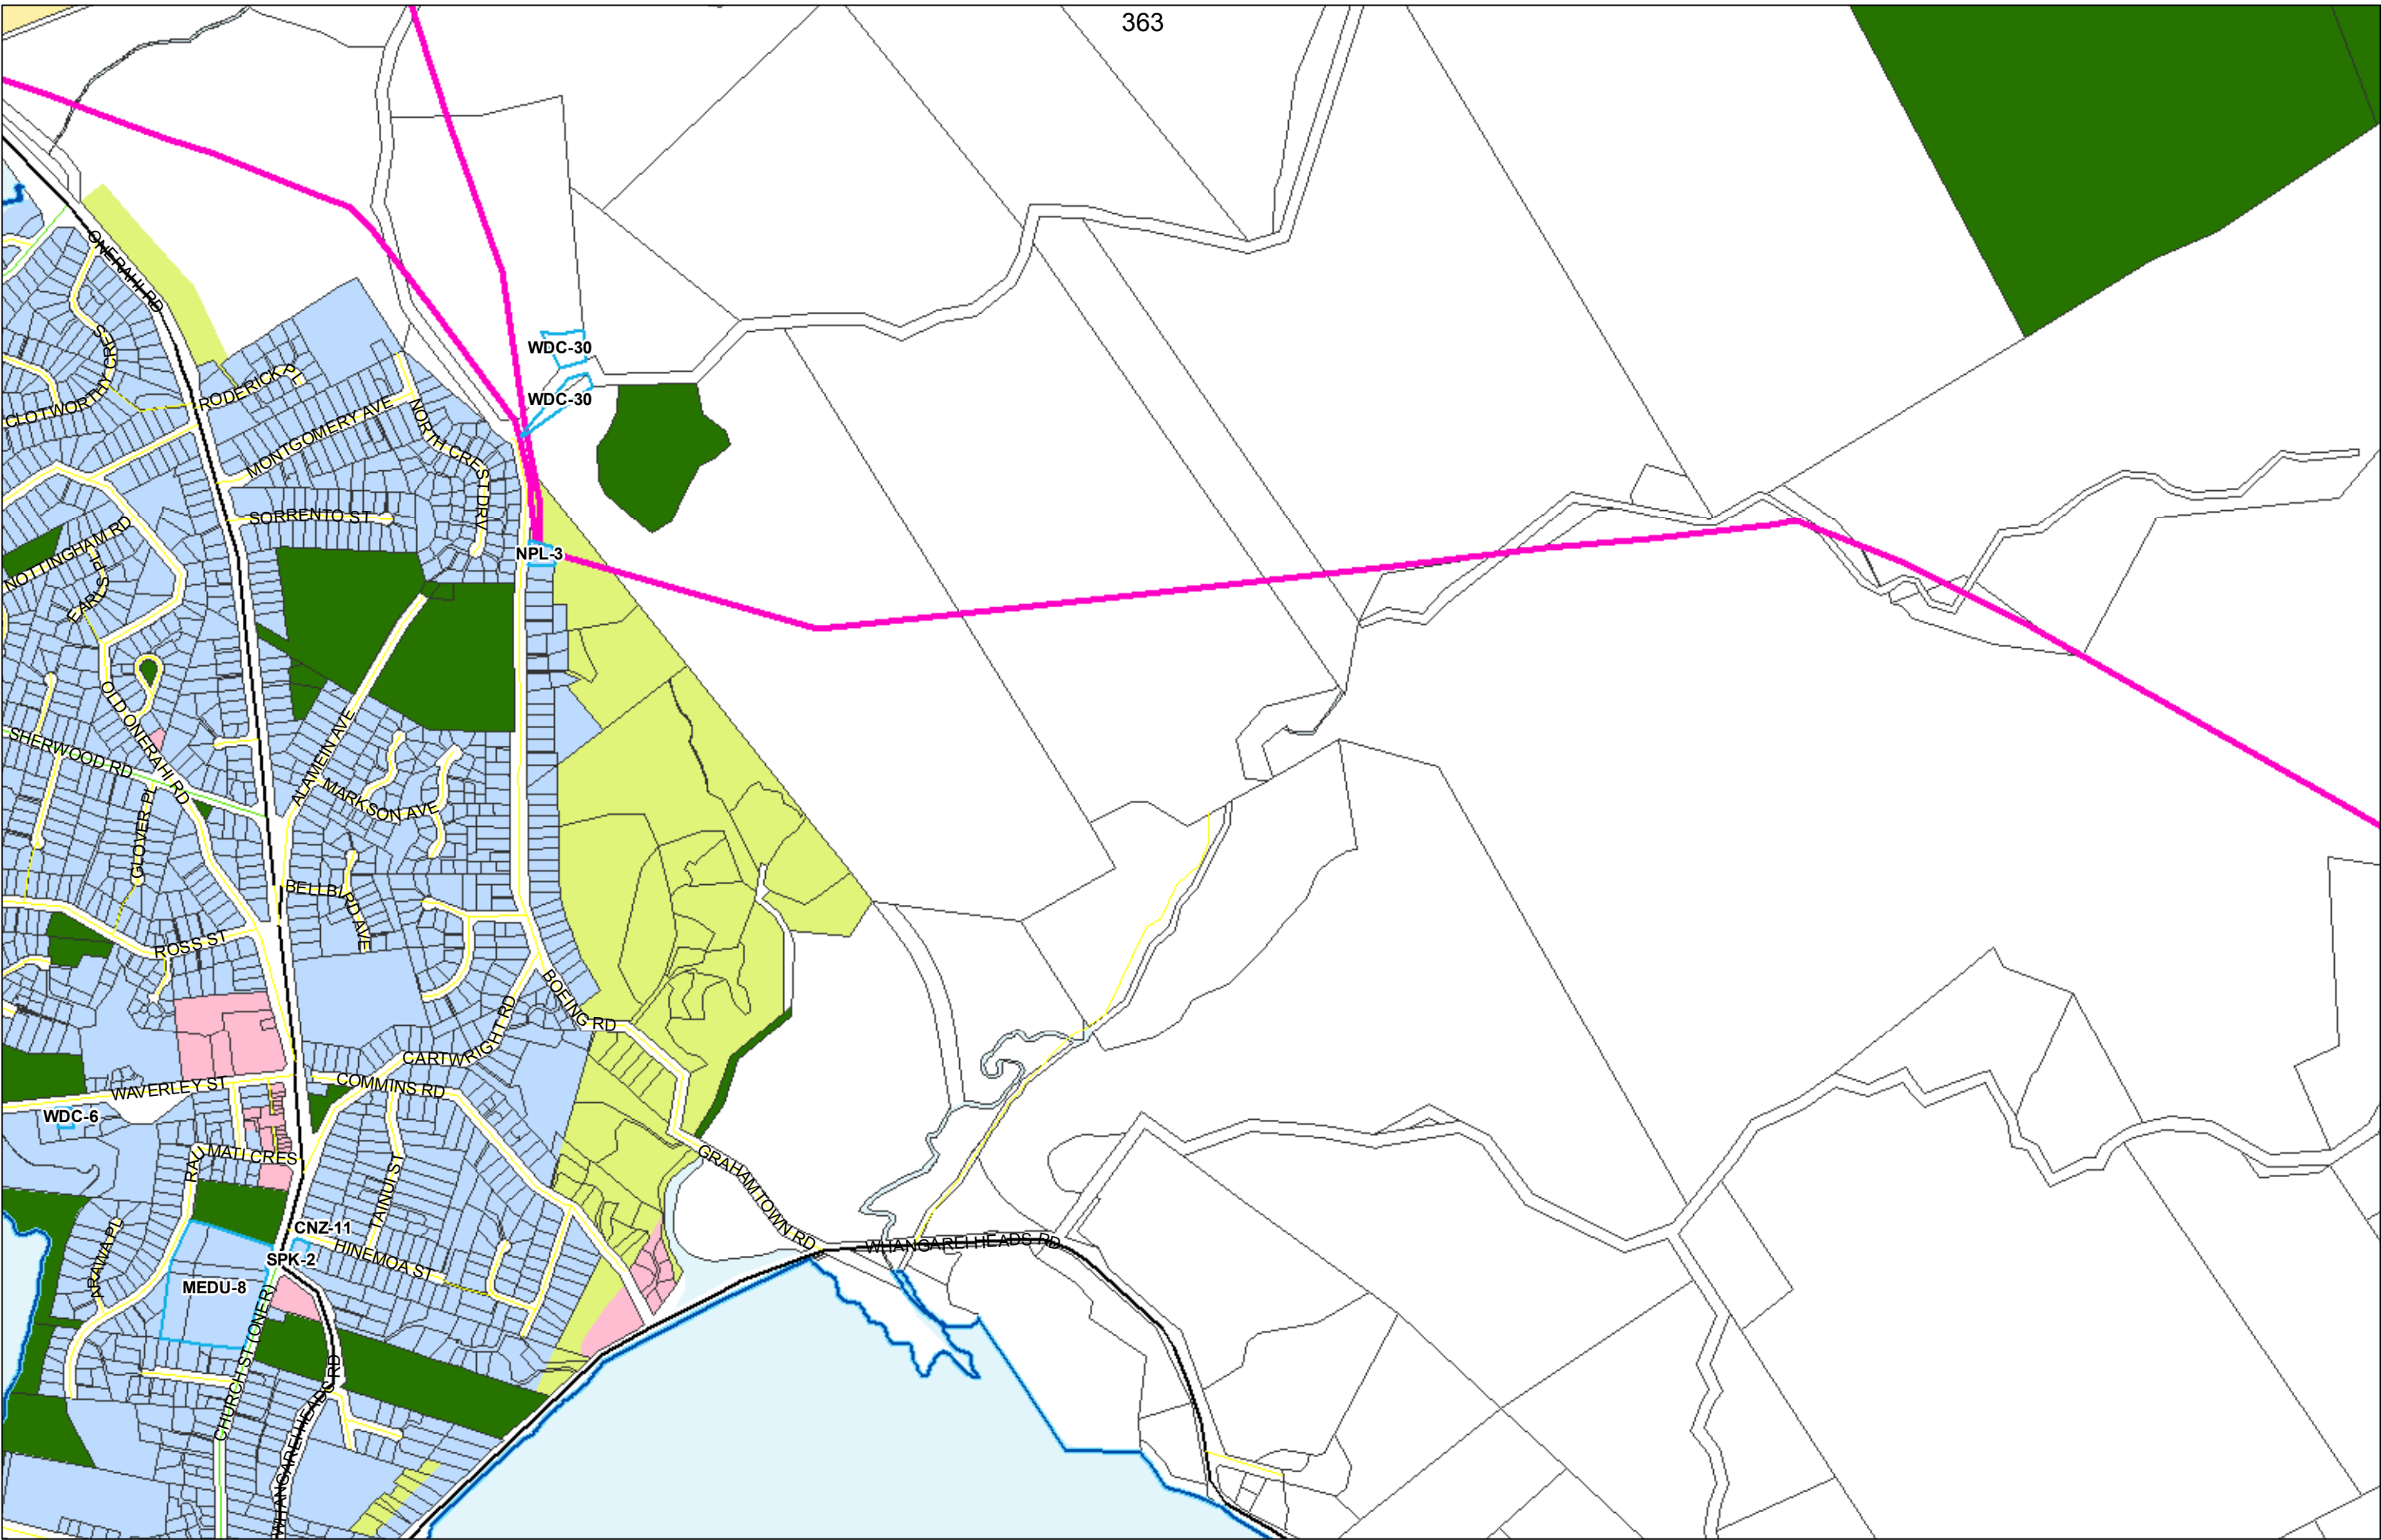 363
ONERAHI RD
WDC-30
CLOTWORTHY CRES
RODERICK PL
WDC-30
MONTGOMERY AVE
NORTH CREST DRV
SORRENTO ST
NOTTINGHAM RD
NPL-3
EARLS PL
OLD ONERAHI RD
SHERWOOD RD
ALAMEIN AVE
MARKSON AVE
GLOVER PL
BELLBIRD AVE
ROSS ST
BOEING RD
CARTWRIGHT RD
WAVERLEY ST
COMMINS RD
WDC-6
RAUMATI CRES
TAINUI ST
GRAHAMTOWN RD
ARAWA PL
CNZ-11
WHANGAREI HEADS RD
HINEMOA ST
SPK-2
MEDU-8
CHURCH ST (ONER)
WHANGAREI HEADS RD